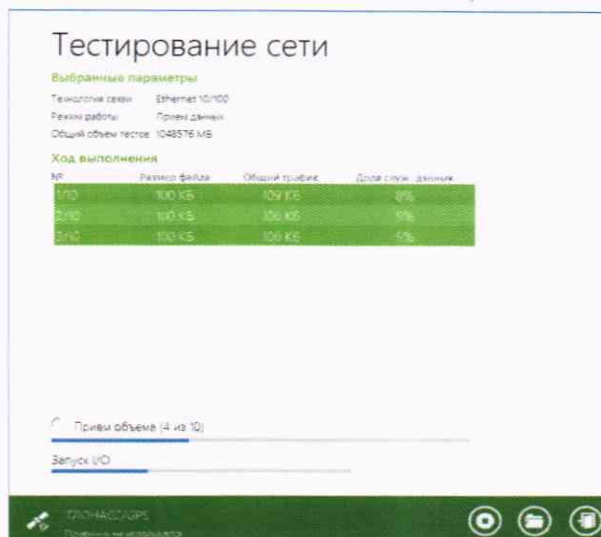 Тестирование сети
Выбранные параметры
Технология связи Ethernet 10/100
Режим работы Прием данных
Общий объем тестов 1048576 МБ
Ход выполнения
№ Размер файла Общий трафик Доля служ. данных
1/10 100 КБ 109 КБ 8%
2/10 100 КБ 106 КБ 5%
3/10 100 КБ 106 КБ 5%
Прием объема (4 из 10)
Запуск I/O
ГЛОНАСС/GPS